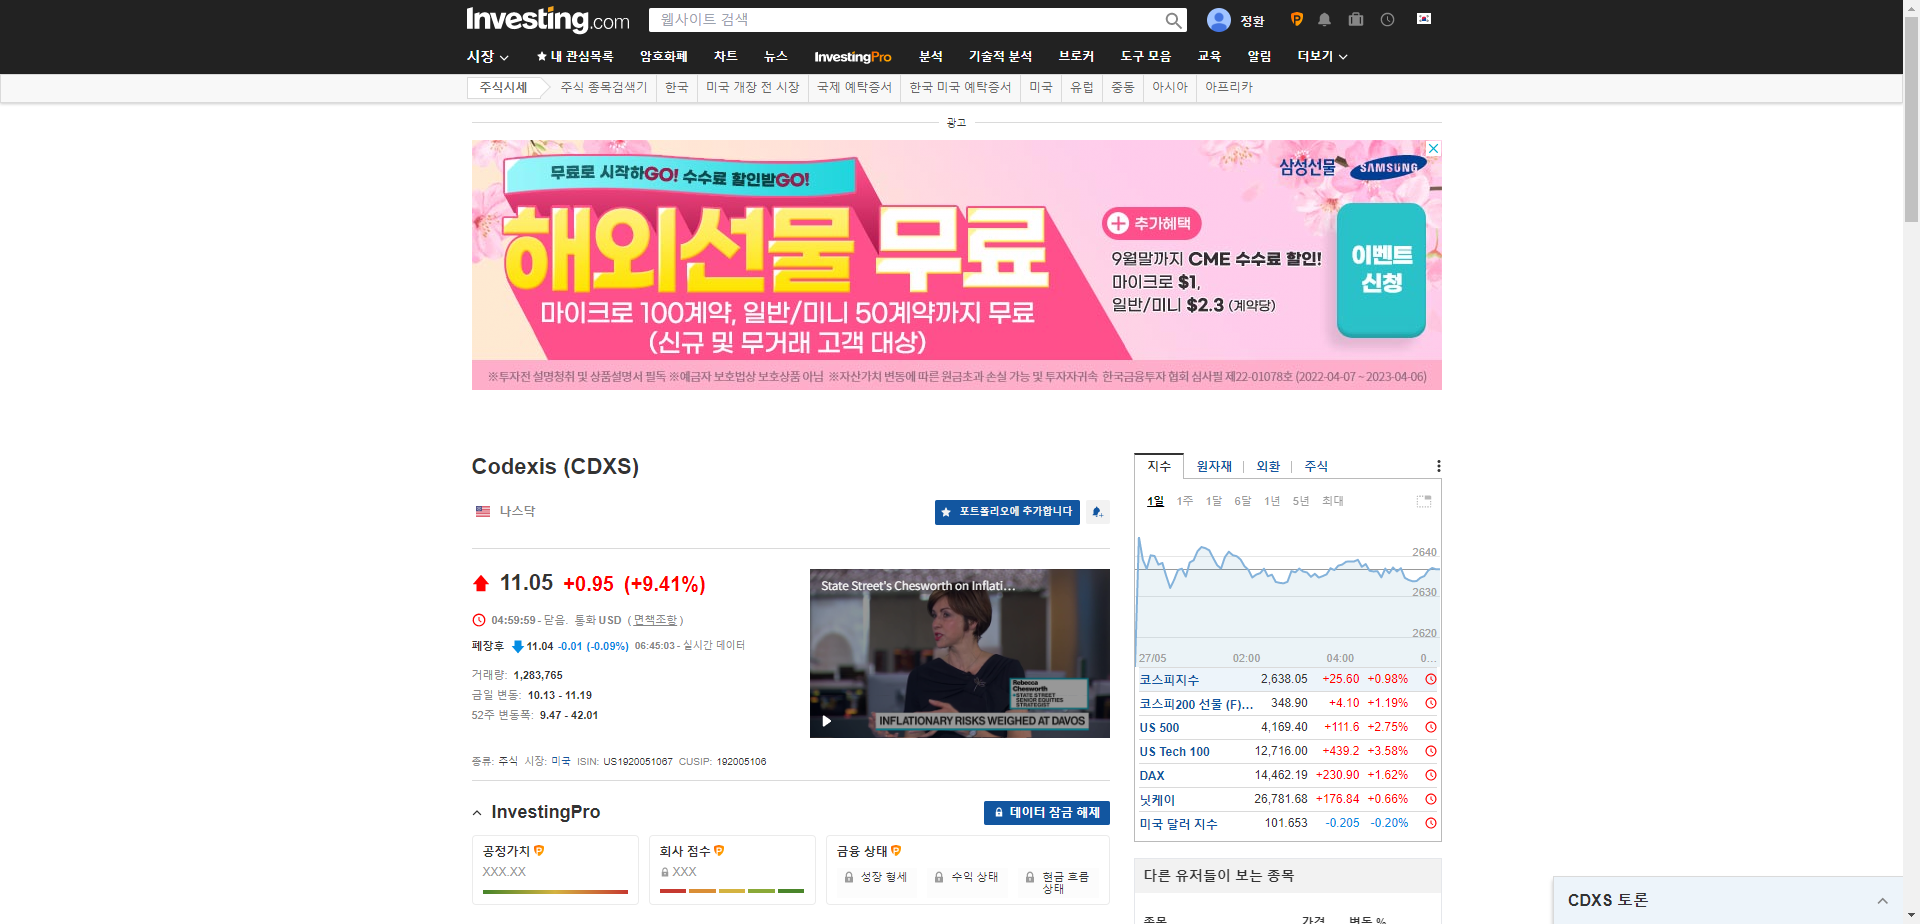 Investing.com
웹사이트 검색
정환
시장
내 관심목록
암호화폐
차트
뉴스
InvestingPro
분석
기술적 분석
브로커
도구 모음
교육
알림
더보기
주식시세
주식 종목검색기
한국
미국 개장 전 시장
국제 예탁증서
한국 미국 예탁증서
미국
유럽
중동
아시아
아프리카
광고
무료로 시작하GO! 수수료 할인받GO!
해외선물 무료
마이크로 100계약, 일반/미니 50계약까지 무료
(신규 및 무거래 고객 대상)
삼성선물 SAMSUNG
추가혜택
9월말까지 CME 수수료 할인!
마이크로 $1,
일반/미니 $2.3 (계약당)
이벤트
신청
※투자전 설명청취 및 상품설명서 필독 ※예금자 보호법상 보호상품 아님 ※자산가치 변동에 따른 원금초과 손실 가능 및 투자자귀속 한국금융투자 협회 심사필 제22-01078호 (2022-04-07 ~ 2023-04-06)
Codexis (CDXS)
나스닥
포트폴리오에 추가합니다
11.05 +0.95 (+9.41%)
04:59:59 - 닫음. 통화 USD ( 면책조항 )
폐장후 11.04 -0.01 (-0.09%) 06:45:03 - 실시간 데이터
거래량: 1,283,765
금일 변동: 10.13 - 11.19
52주 변동폭: 9.47 - 42.01
State Street's Chesworth on Inflati...
Rebecca
Chesworth
STATE STREET
SENIOR EQUITIES
STRATEGIST
INFLATIONARY RISKS WEIGHED AT DAVOS
종류: 주식 시장: 미국 ISIN: US1920051067 CUSIP: 192005106
InvestingPro
데이터 잠금 해제
공정가치
XXX.XX
회사 점수
XXX
금융 상태
성장 형세
수익 상태
현금 흐름
상태
지수
원자재
외환
주식
1일 1주 1달 6달 1년 5년 최대
2640
2630
2620
27/05 02:00 04:00 0...
코스피지수 2,638.05 +25.60 +0.98%
코스피200 선물 (F)... 348.90 +4.10 +1.19%
US 500 4,169.40 +111.6 +2.75%
US Tech 100 12,716.00 +439.2 +3.58%
DAX 14,462.19 +230.90 +1.62%
닛케이 26,781.68 +176.84 +0.66%
미국 달러 지수 101.653 -0.205 -0.20%
다른 유저들이 보는 종목
종목 가격 변동 %
CDXS 토론